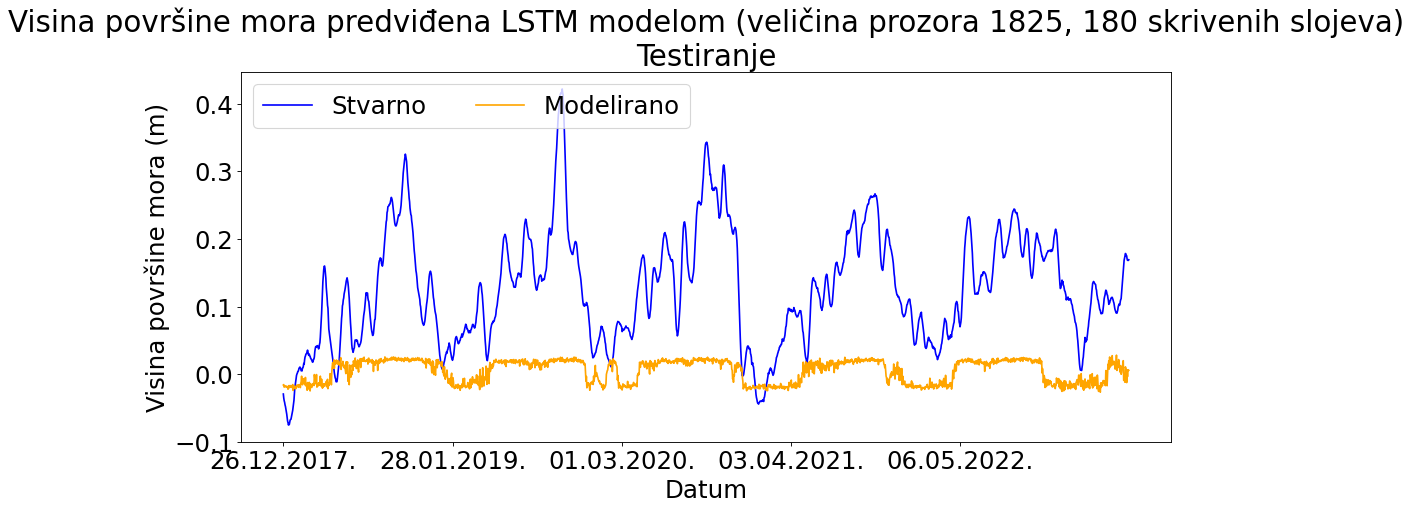 Visina površine mora predviđena LSTM modelom (veličina prozora 1825, 180 skrivenih slojeva)
Testiranje
Stvarno Modelirano
Visina površine mora (m)
0.4
0.3
0.2
0.1
0.0
−0.1
26.12.2017. 28.01.2019. 01.03.2020. 03.04.2021. 06.05.2022.
Datum